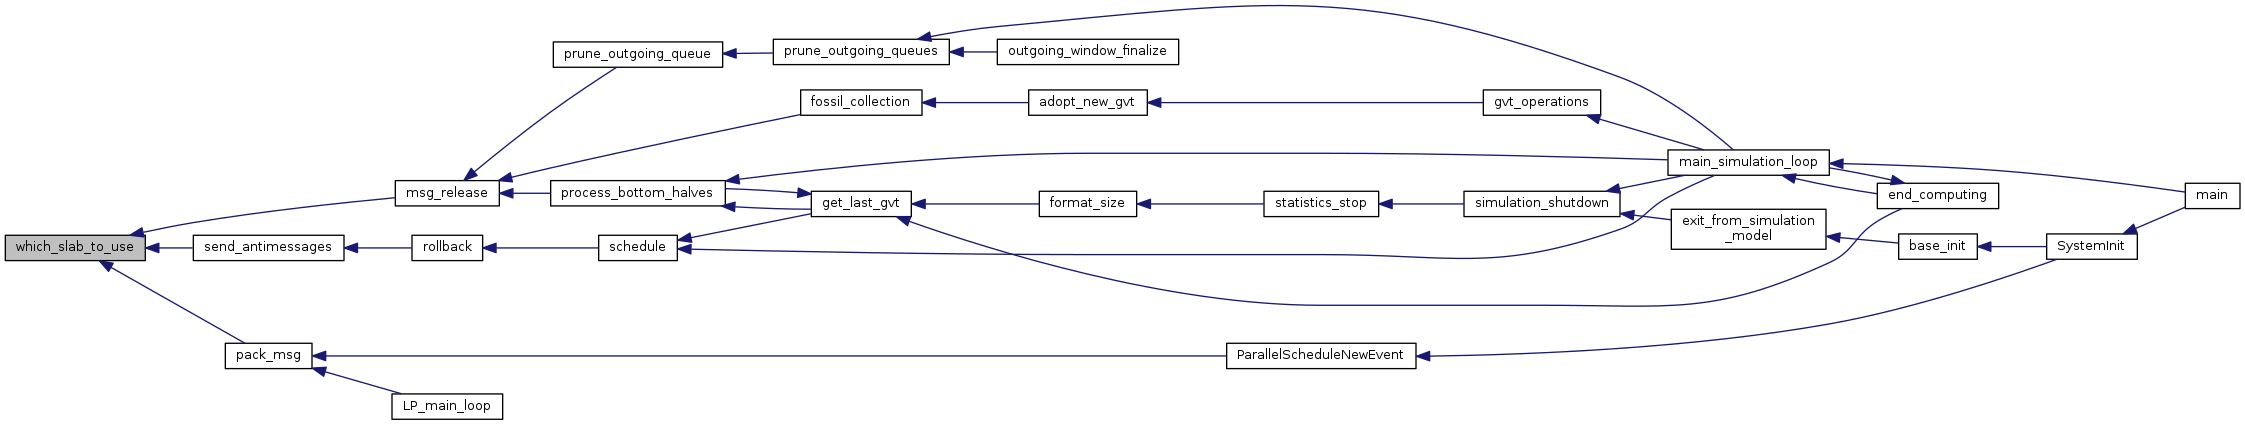 prune_outgoing_queue
prune_outgoing_queues
outgoing_window_finalize
fossil_collection
adopt_new_gvt
gvt_operations
main_simulation_loop
msg_release
process_bottom_halves
get_last_gvt
format_size
statistics_stop
simulation_shutdown
end_computing
main
exit_from_simulation
_model
which_slab_to_use
send_antimessages
rollback
schedule
base_init
SystemInit
pack_msg
ParallelScheduleNewEvent
LP_main_loop